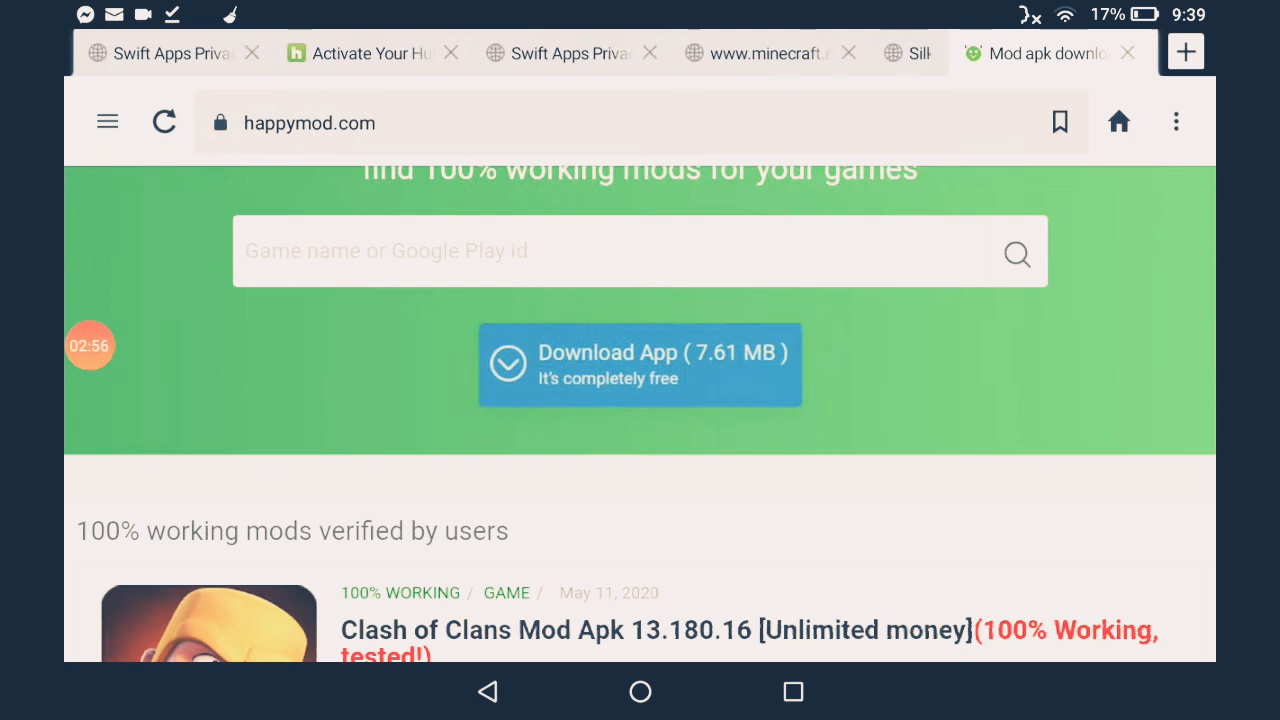 17% 9:39
Swift Apps Priva
Activate Your Hu
Swift Apps Priva
www.minecraft.n
Silk
Mod apk downlo
happymod.com
find 100% working mods for your games
Game name or Google Play id
02:56
Download App ( 7.61 MB )
It's completely free
100% working mods verified by users
100% WORKING / GAME / May 11, 2020
Clash of Clans Mod Apk 13.180.16 [Unlimited money](100% Working,
tested!)